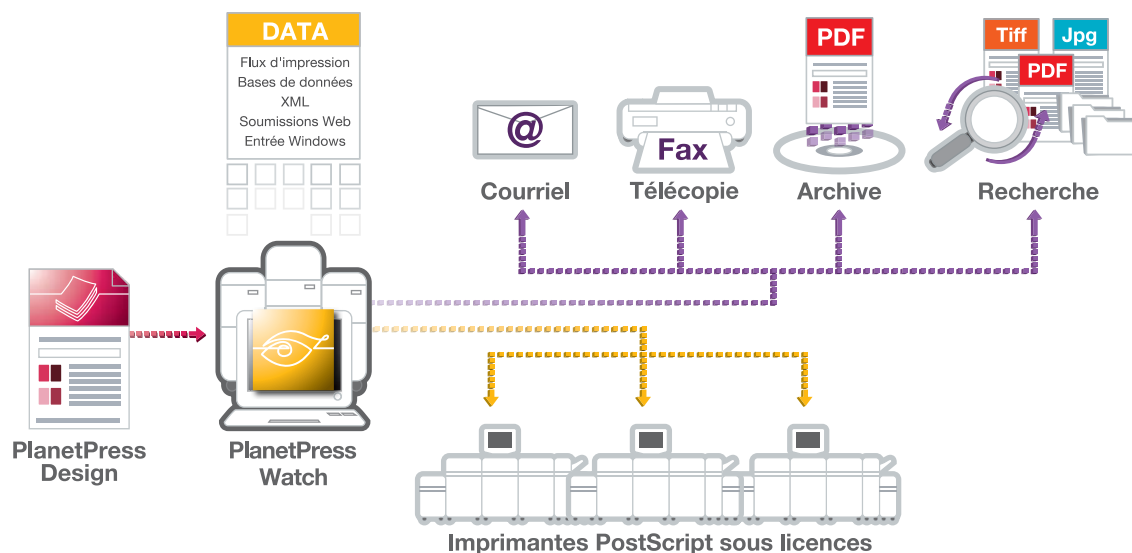 DATA
Flux d'impression
Bases de données
XML
Soumissions Web
Entrée Windows
PDF
Tiff
Jpg
PDF
@
Fax
Courriel
Télécopie
Archive
Recherche
PlanetPress
Design
PlanetPress
Watch
Imprimantes PostScript sous licences